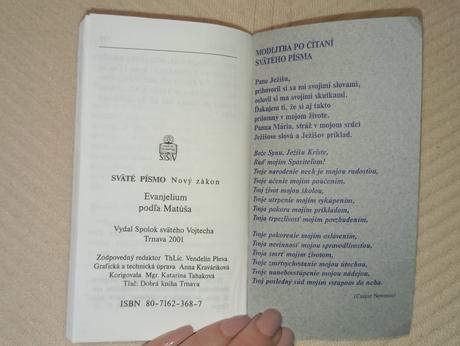 SSV
SVÄTÉ PÍSMO Nový zákon
Evanjelium
podľa Matúša
Vydal Spolok svätého Vojtecha
Trnava 2001
Zodpovedný redaktor ThLic. Vendelín Pleva
Grafická a technická úprava Anna Kraváriková
Korigovala Mgr. Katarína Taháková
Tlač: Dobrá kniha Trnava
ISBN 80-7162-368-7
MODLITBA PO ČÍTANÍ
SVÄTÉHO PÍSMA
Pane Ježišu,
prihovoril si sa mi svojimi slovami,
oslovil si ma svojimi skutkami.
Ďakujem ti, že si aj takto
prítomný v mojom živote.
Panna Mária, stráž v mojom srdci
Ježišove slová a Ježišov príklad.
Bože Synu, Ježišu Kriste,
Buď mojím Spasiteľom!
Tvoje narodenie nech je mojou radosťou,
Tvoje učenie mojím poučením,
Tvoj život mojou školou,
Tvoje utrpenie mojím vykúpením,
Tvoja pokora mojím príkladom,
Tvoja trpezlivosť mojím povzbudením,
Tvoje pokorenie mojím oslávením,
Tvoja nevinnosť mojou spravodlivosťou,
Tvoja smrť mojím životom,
Tvoje zmŕtvychvstanie mojou útechou,
Tvoje nanebovstúpenie mojou nádejou,
Tvoj posledný súd mojím vstupom do neba.
Newman)